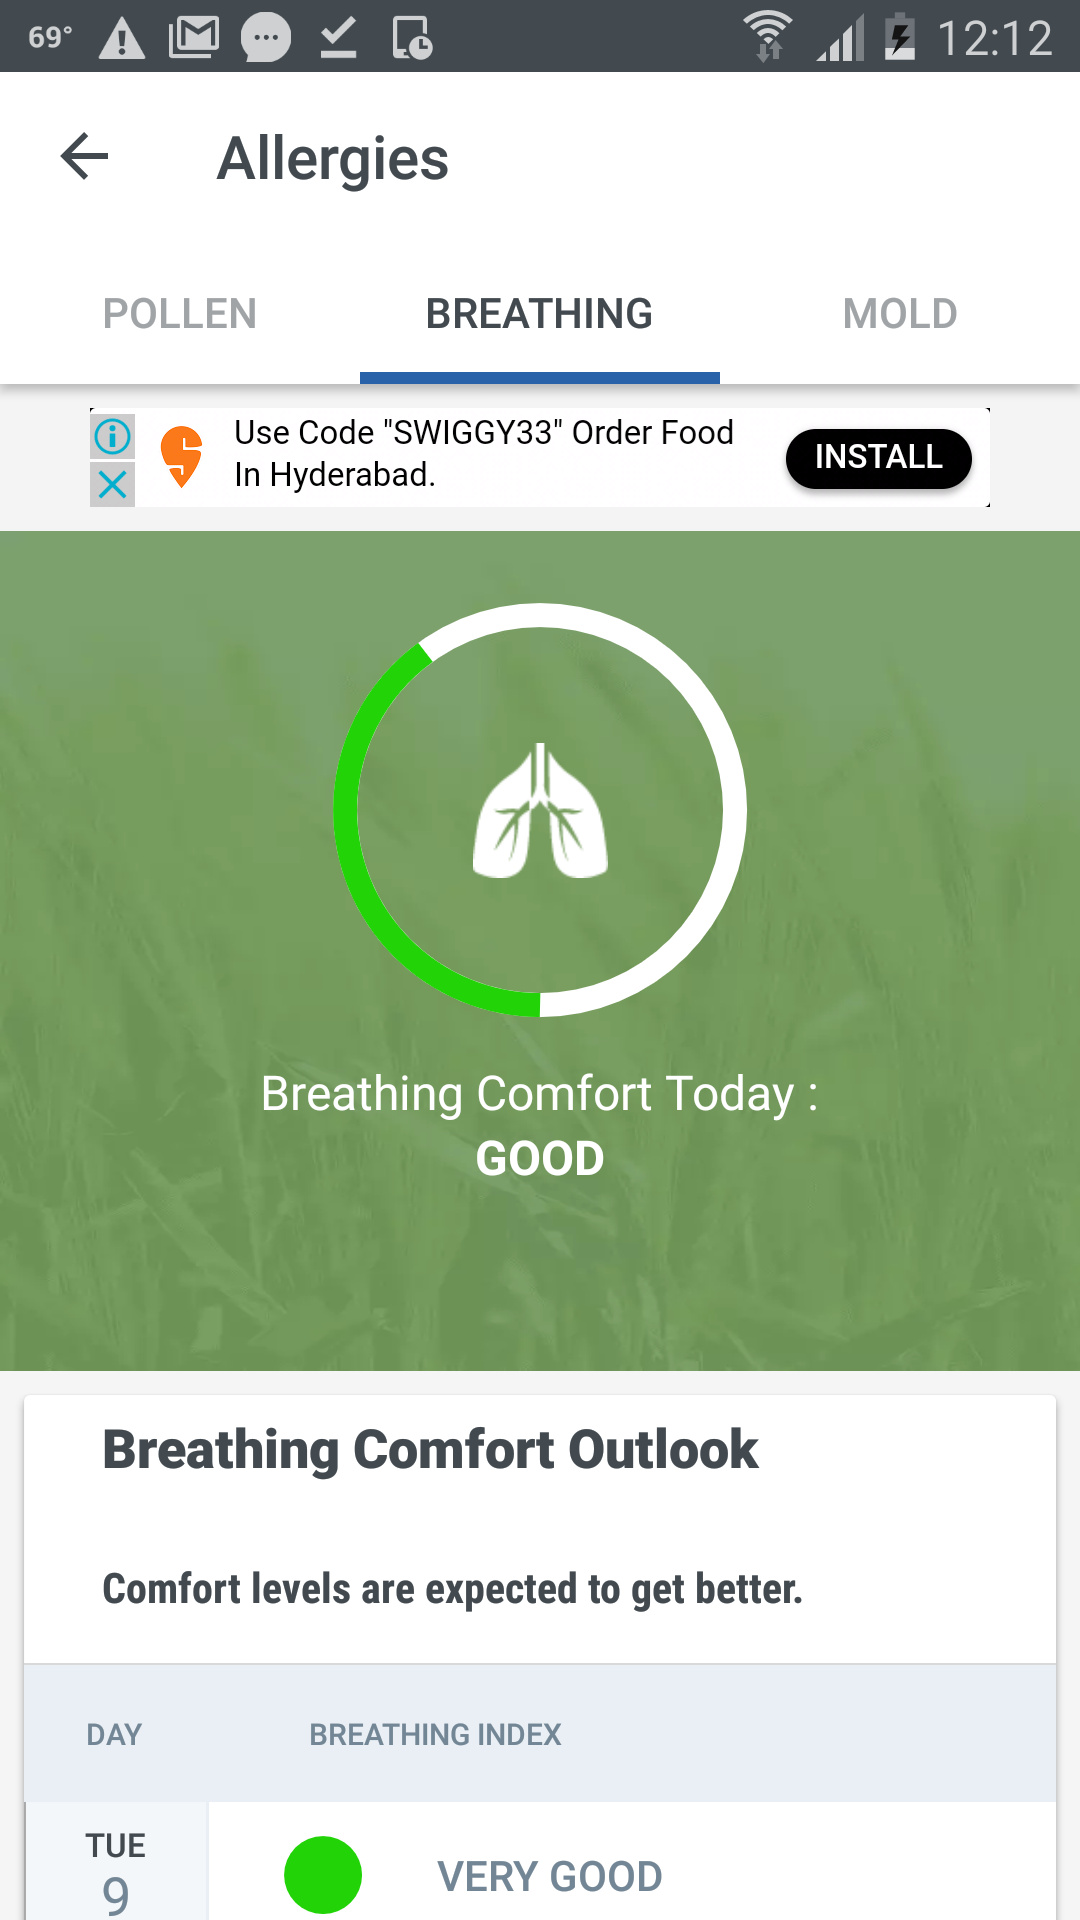 69° 12:12
Allergies
POLLEN BREATHING MOLD
Use Code "SWIGGY33" Order Food
In Hyderabad.
INSTALL
Breathing Comfort Today :
GOOD
Breathing Comfort Outlook
Comfort levels are expected to get better.
DAY BREATHING INDEX
TUE
9
VERY GOOD